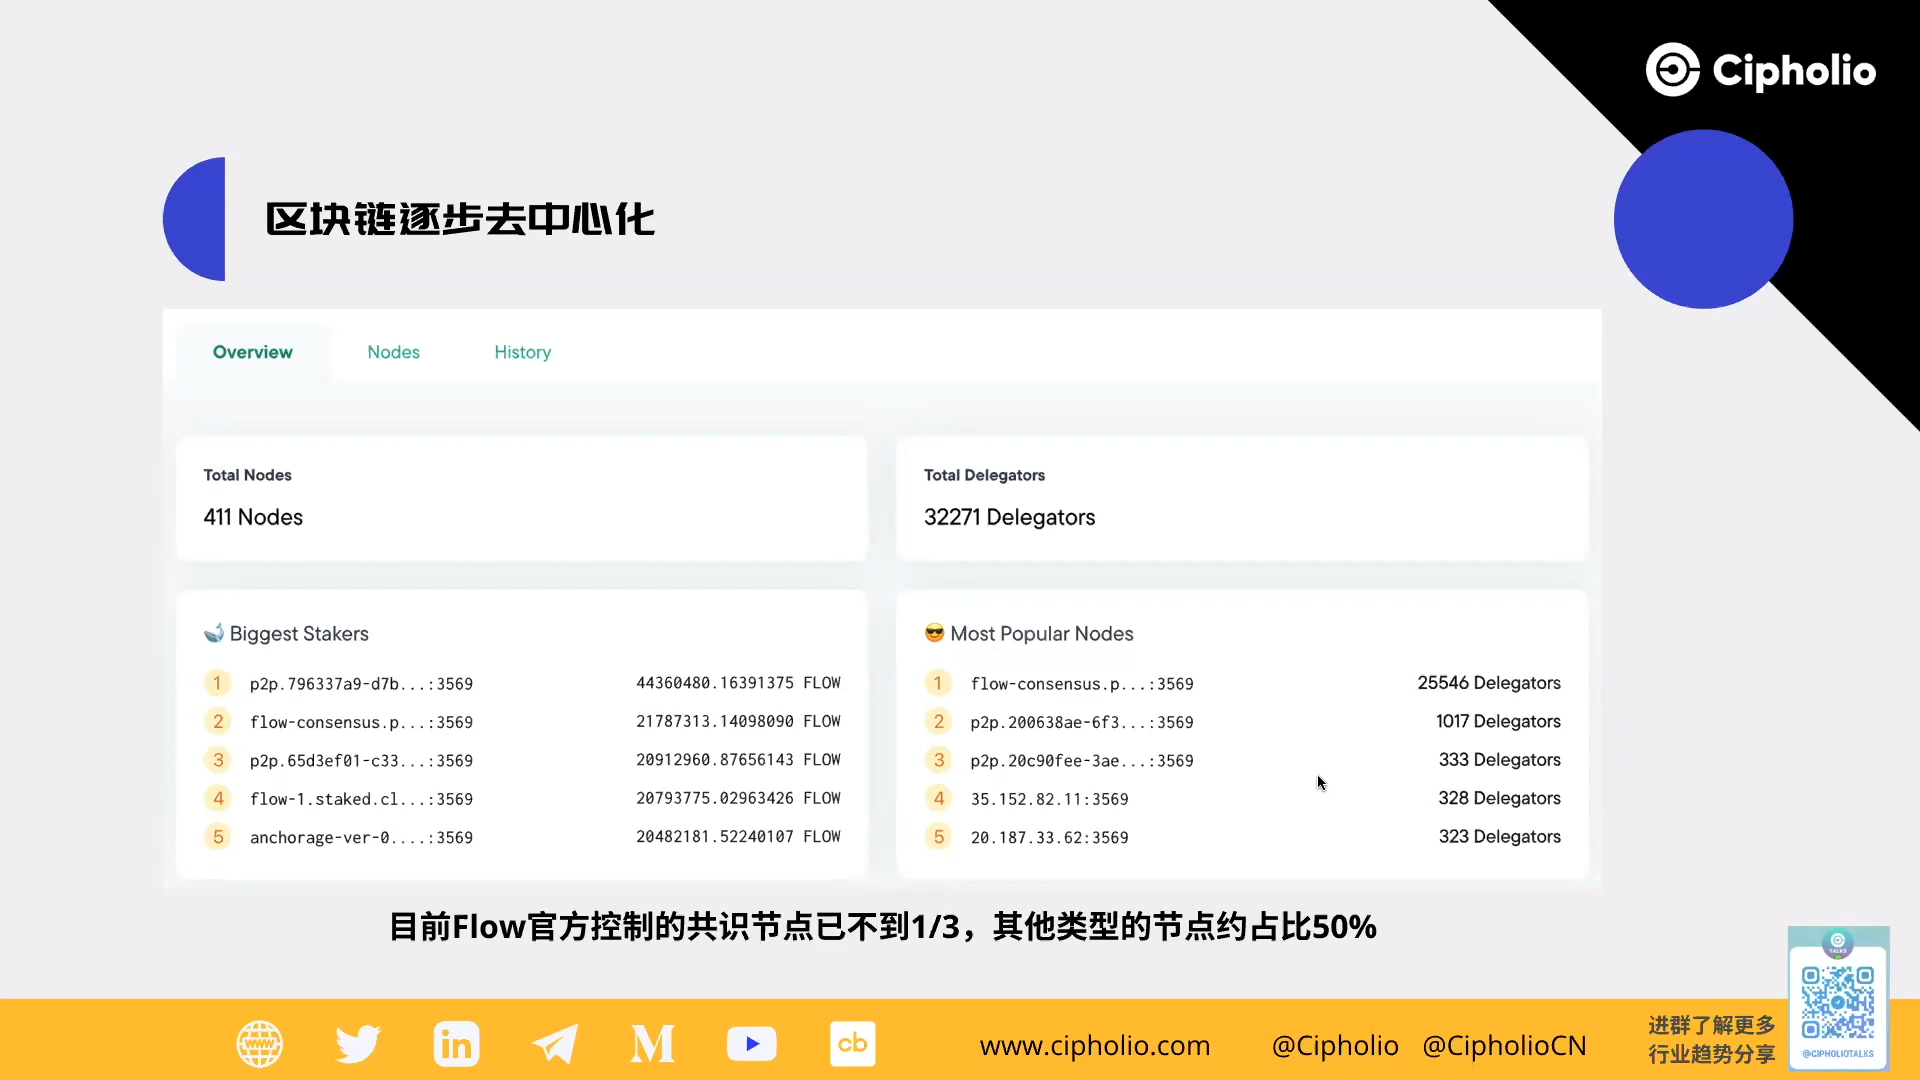 Cipholio
区块链逐步去中心化
Overview Nodes History
Total Nodes
411 Nodes
Total Delegators
32271 Delegators
Biggest Stakers
1 p2p.796337a9-d7b...:3569 44360480.16391375 FLOW
2 flow-consensus.p...:3569 21787313.14098090 FLOW
3 p2p.65d3ef01-c33...:3569 20912960.87656143 FLOW
4 flow-1.staked.cl...:3569 20793775.02963426 FLOW
5 anchorage-ver-0....:3569 20482181.52240107 FLOW
Most Popular Nodes
1 flow-consensus.p...:3569 25546 Delegators
2 p2p.200638ae-6f3...:3569 1017 Delegators
3 p2p.20c90fee-3ae...:3569 333 Delegators
4 35.152.82.11:3569 328 Delegators
5 20.187.33.62:3569 323 Delegators
目前Flow官方控制的共识节点已不到1/3，其他类型的节点约占比50%
WWW
in
M
cb
www.cipholio.com
@Cipholio
@CipholioCN
进群了解更多
行业趋势分享
TALKS
@CIPHOLIOTALKS